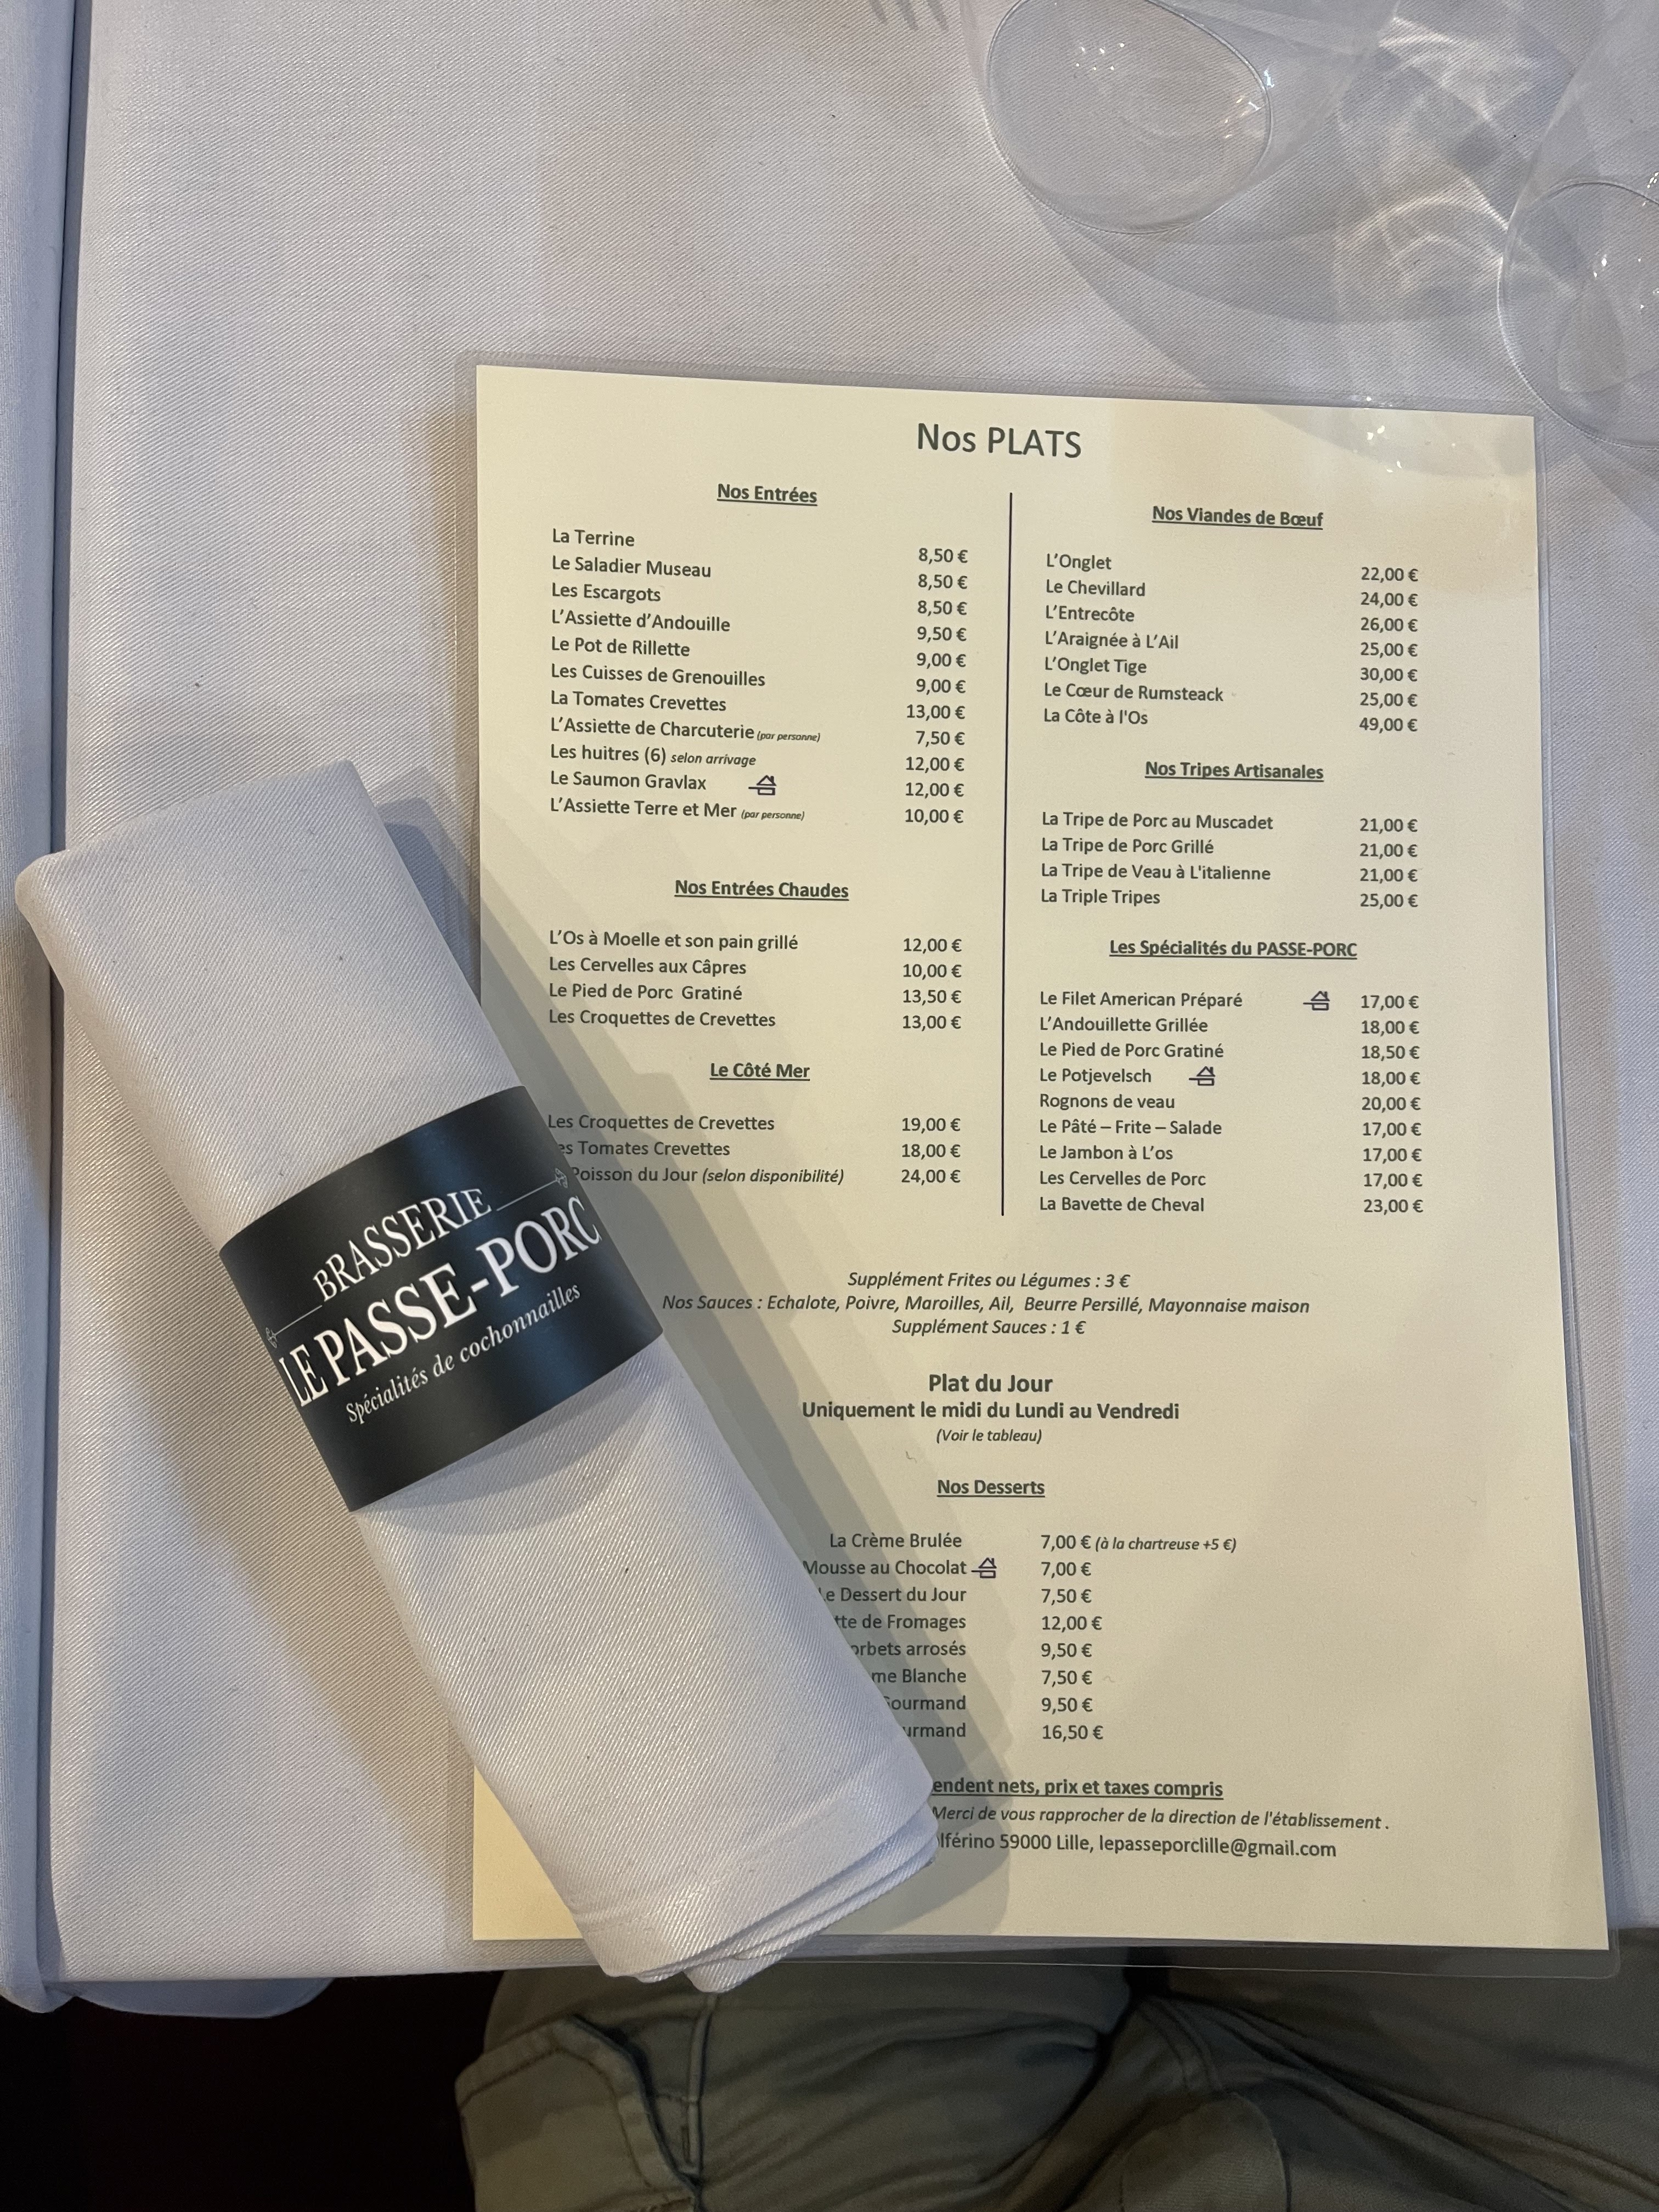 Nos PLATS
Nos Entrées
La Terrine 8,50 €
Le Saladier Museau 8,50 €
Les Escargots 8,50 €
L'Assiette d'Andouille 9,50 €
Le Pot de Rillette 9,00 €
Les Cuisses de Grenouilles 9,00 €
La Tomates Crevettes 13,00 €
L'Assiette de Charcuterie (par personne) 7,50 €
Les huitres (6) selon arrivage 12,00 €
Le Saumon Gravlax 12,00 €
L'Assiette Terre et Mer (par personne) 10,00 €
Nos Entrées Chaudes
L'Os à Moelle et son pain grillé 12,00 €
Les Cervelles aux Câpres 10,00 €
Le Pied de Porc Gratiné 13,50 €
Les Croquettes de Crevettes 13,00 €
Le Côté Mer
Les Croquettes de Crevettes 19,00 €
Tomates Crevettes 18,00 €
Poisson du Jour (selon disponibilité) 24,00 €
Nos Viandes de Bœuf
L'Onglet 22,00 €
Le Chevillard 24,00 €
L'Entrecôte 26,00 €
L'Araignée à L'Ail 25,00 €
L'Onglet Tige 30,00 €
Le Cœur de Rumsteack 25,00 €
La Côte à l'Os 49,00 €
Nos Tripes Artisanales
La Tripe de Porc au Muscadet 21,00 €
La Tripe de Porc Grillé 21,00 €
La Tripe de Veau à L'italienne 21,00 €
La Triple Tripes 25,00 €
Les Spécialités du PASSE-PORC
Le Filet American Préparé 17,00 €
L'Andouillette Grillée 18,00 €
Le Pied de Porc Gratiné 18,50 €
Le Potjevelsch 18,00 €
Rognons de veau 20,00 €
Le Pâté – Frite – Salade 17,00 €
Le Jambon à L'os 17,00 €
Les Cervelles de Porc 17,00 €
La Bavette de Cheval 23,00 €
Supplément Frites ou Légumes : 3 €
Nos Sauces : Echalote, Poivre, Maroilles, Ail, Beurre Persillé, Mayonnaise maison
Supplément Sauces : 1 €
Plat du Jour
Uniquement le midi du Lundi au Vendredi
(Voir le tableau)
Nos Desserts
La Crème Brulée 7,00 € (à la chartreuse +5 €)
Mousse au Chocolat 7,00 €
Dessert du Jour 7,50 €
de Fromages 12,00 €
arrosés 9,50 €
Blanche 7,50 €
Gourmand 9,50 €
16,50 €
nets, prix et taxes compris
Merci de vous rapprocher de la direction de l'établissement .
59000 Lille, lepasseporclille@gmail.com
BRASSERIE
LE PASSE-PORC
Spécialités de cochonnailles